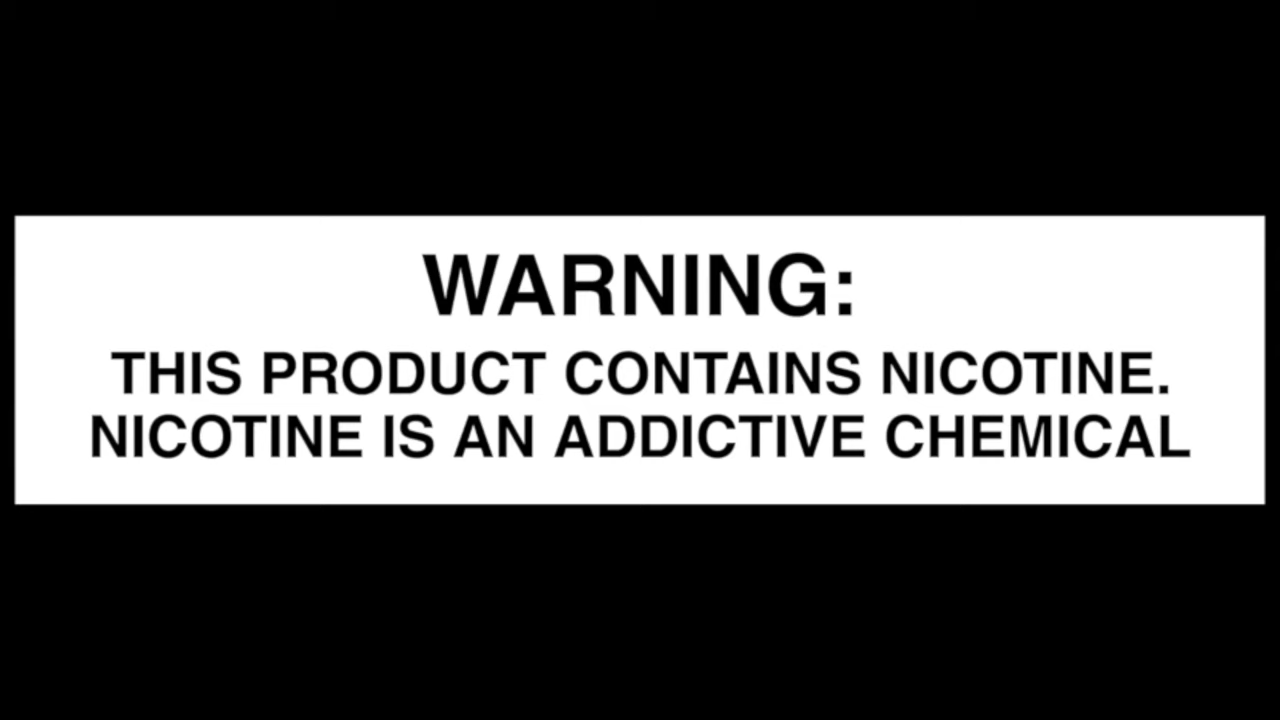 WARNING:
THIS PRODUCT CONTAINS NICOTINE.
NICOTINE IS AN ADDICTIVE CHEMICAL